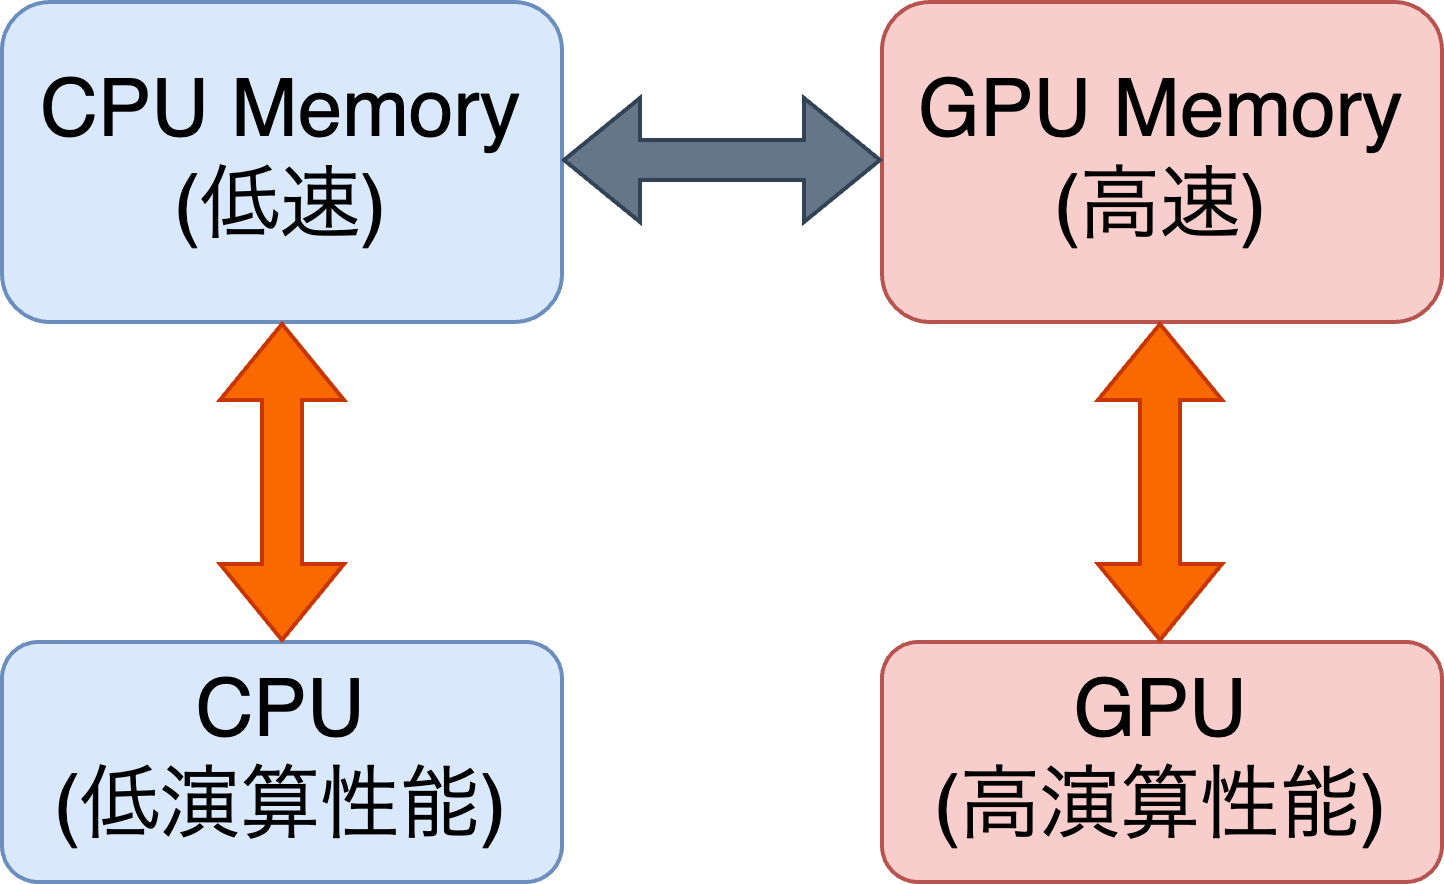 CPU Memory
(低速)
GPU Memory
(高速)
CPU
(低演算性能)
GPU
(高演算性能)